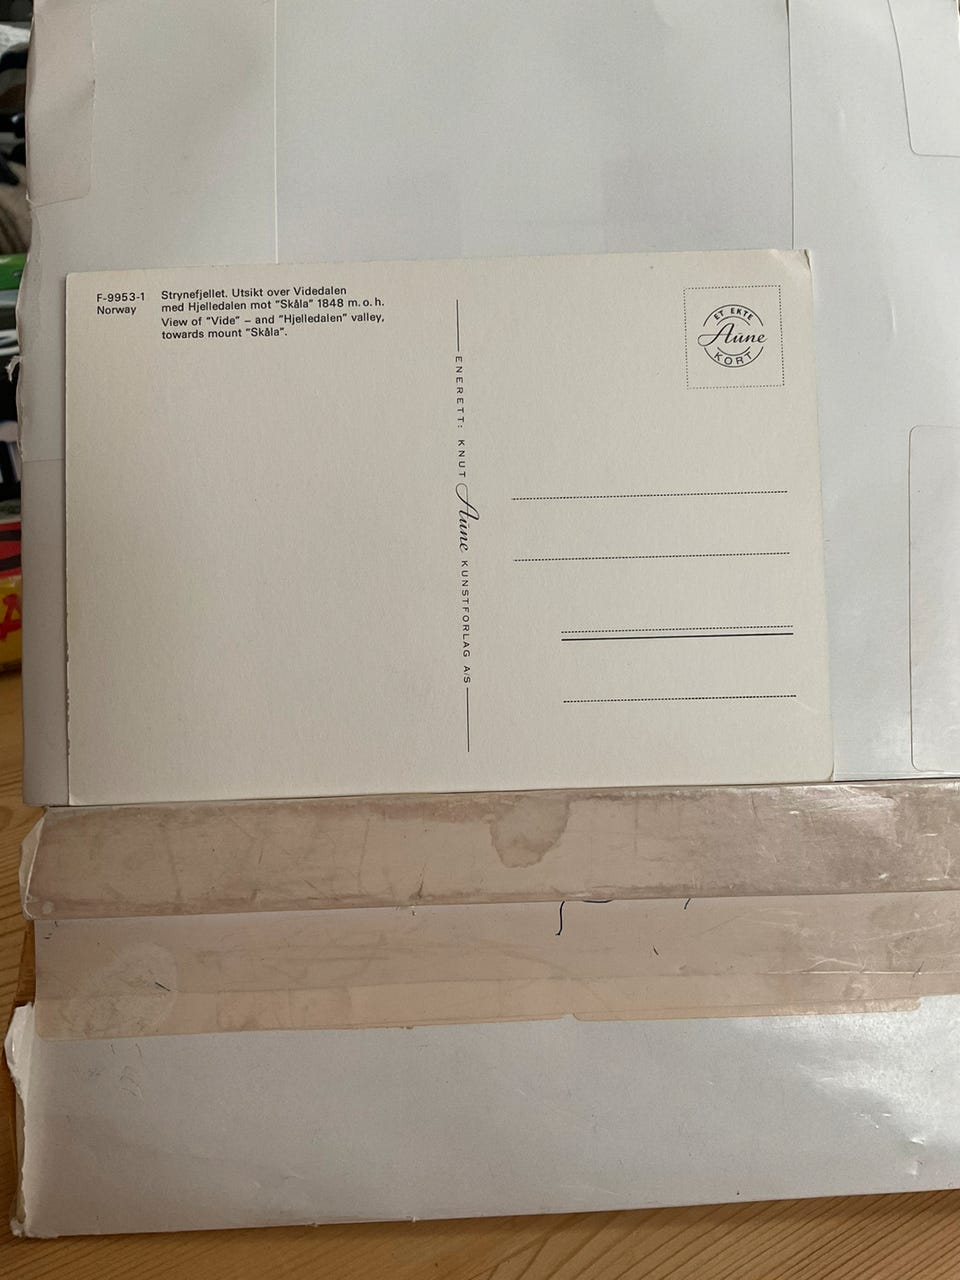 F-9953-1
Norway
Strynefjellet. Utsikt over Videdalen
med Hjelledalen mot "Skåla" 1848 m.o.h.
View of "Vide" – and "Hjelledalen" valley,
towards mount "Skåla".
ENERETT: KNUT Aune KUNSTFORLAG A/S
ET EKTE
Aune
KORT